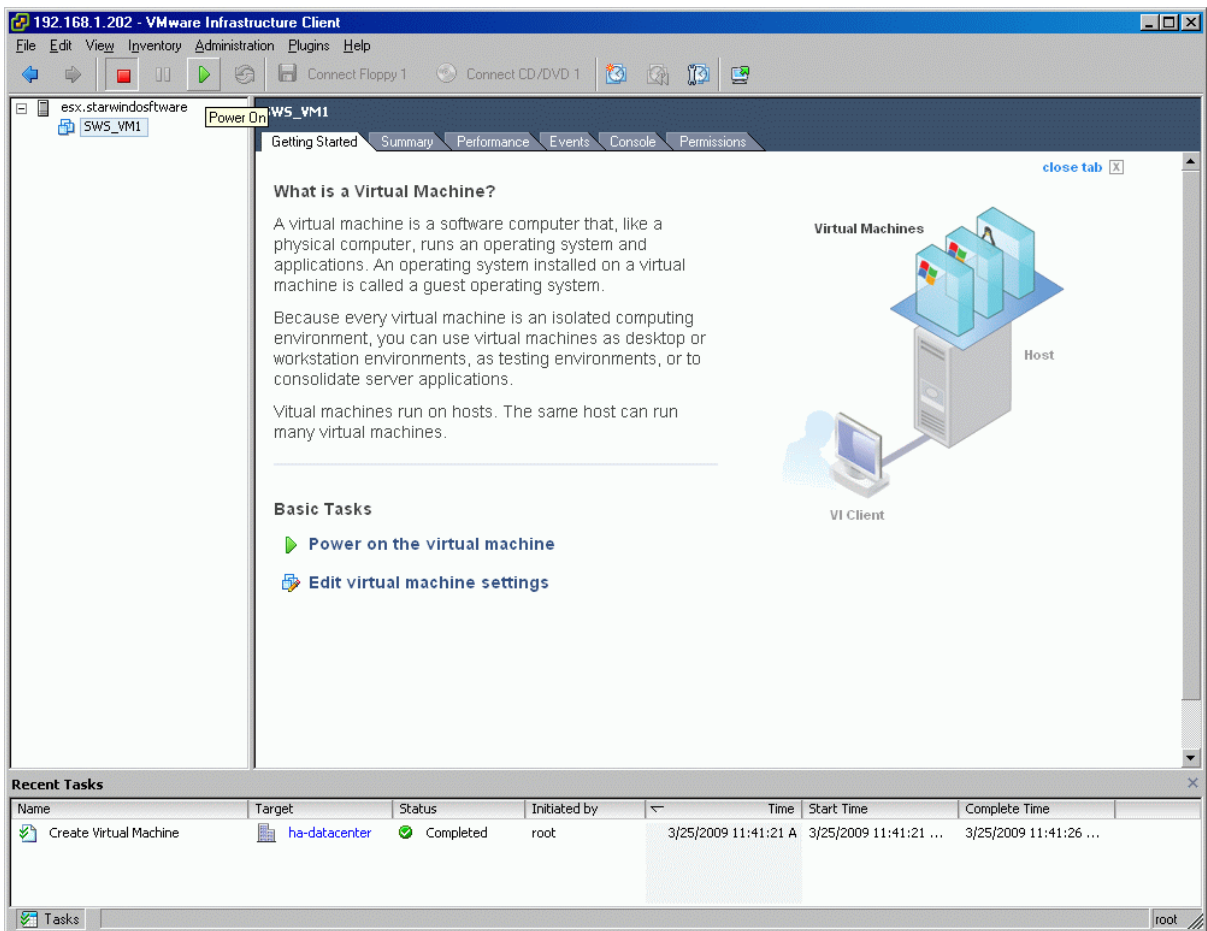 192.168.1.202 - VMware Infrastructure Client
File Edit View Inventory Administration Plugins Help
Connect Floppy 1 Connect CD/DVD 1
esx.starwindosftware
SWS_VM1
Power On
SWS_VM1
Getting Started Summary Performance Events Console Permissions
close tab X
What is a Virtual Machine?
A virtual machine is a software computer that, like a
physical computer, runs an operating system and
applications. An operating system installed on a virtual
machine is called a guest operating system.
Because every virtual machine is an isolated computing
environment, you can use virtual machines as desktop or
workstation environments, as testing environments, or to
consolidate server applications.
Vitual machines run on hosts. The same host can run
many virtual machines.
Virtual Machines
Host
VI Client
Basic Tasks
Power on the virtual machine
Edit virtual machine settings
Recent Tasks
Name Target Status Initiated by Time Start Time Complete Time
Create Virtual Machine ha-datacenter Completed root 3/25/2009 11:41:21 A 3/25/2009 11:41:21 ... 3/25/2009 11:41:26 ...
Tasks root